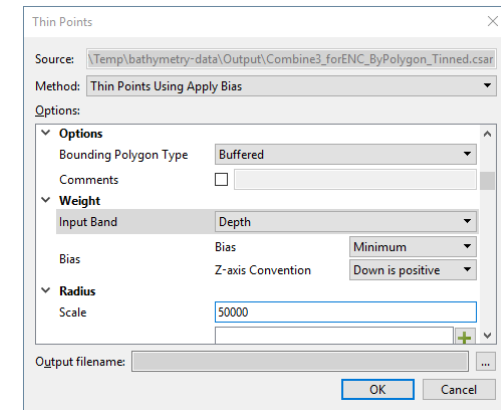 Thin Points
Source: \Temp\bathymetry-data\Output\Combine3_forENC_ByPolygon_Tinned.csar
Method: Thin Points Using Apply Bias
Options:
Options
Bounding Polygon Type Buffered
Comments
Weight
Input Band Depth
Bias Bias Minimum
Z-axis Convention Down is positive
Radius
Scale 50000
Output filename: ...
OK Cancel